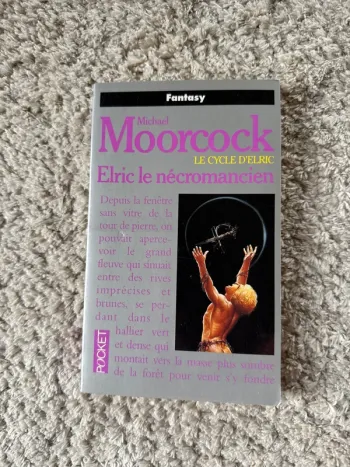 Fantasy
Michael
Moorcock
LE CYCLE D'ELRIC
Elric le nécromancien
Depuis la fenêtre
sans vitre de la
tour de pierre, on
pouvait aperce-
voir le grand
fleuve qui sinuait
entre des rives
imprécises et
brunes, se per-
dant dans le
hallier vert
et dense qui
montait vers la masse plus sombre
de la forêt pour venir s'y fondre
POCKET